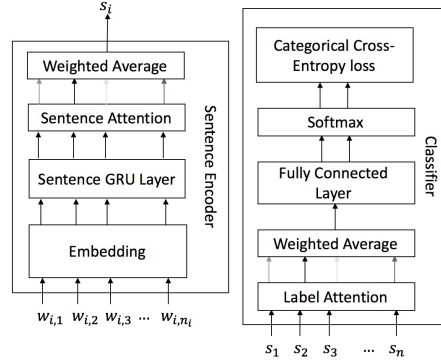 s_i
Weighted Average
Sentence Attention
Sentence GRU Layer
Embedding
w_{i,1} w_{i,2} w_{i,3} ... w_{i,n_i}
Sentence Encoder
Categorical Cross-
Entropy loss
Softmax
Fully Connected
Layer
Weighted Average
Label Attention
s_1 s_2 s_3 ... s_n
Classifier